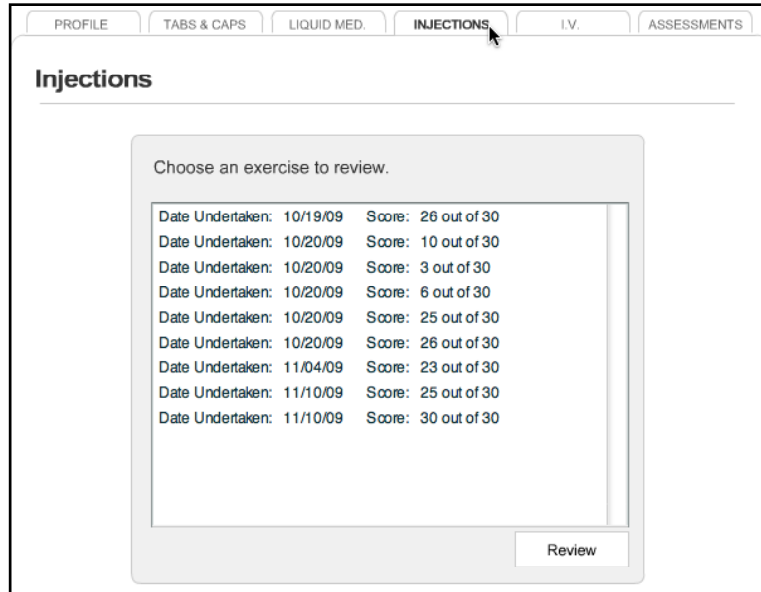 PROFILE TABS & CAPS LIQUID MED. INJECTIONS I.V. ASSESSMENTS
Injections
Choose an exercise to review.
Date Undertaken: 10/19/09 Score: 26 out of 30
Date Undertaken: 10/20/09 Score: 10 out of 30
Date Undertaken: 10/20/09 Score: 3 out of 30
Date Undertaken: 10/20/09 Score: 6 out of 30
Date Undertaken: 10/20/09 Score: 25 out of 30
Date Undertaken: 10/20/09 Score: 26 out of 30
Date Undertaken: 11/04/09 Score: 23 out of 30
Date Undertaken: 11/10/09 Score: 25 out of 30
Date Undertaken: 11/10/09 Score: 30 out of 30
Review